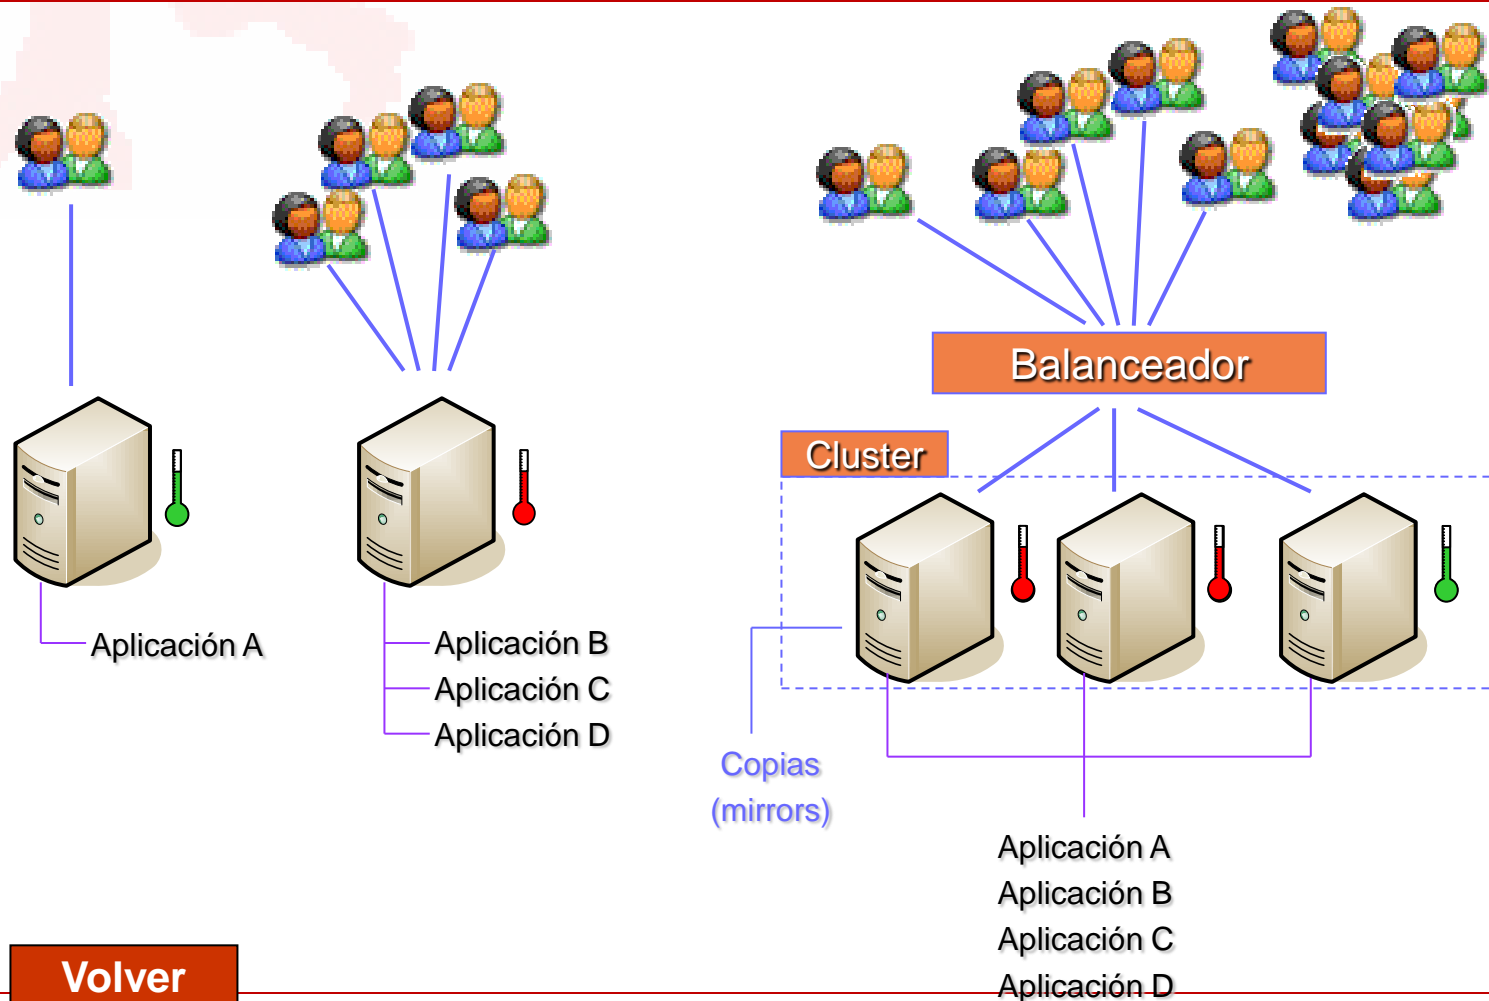 Balanceador
Cluster
Aplicación A
Aplicación B
Aplicación C
Aplicación D
Copias
(mirrors)
Aplicación A
Aplicación B
Aplicación C
Aplicación D
Volver